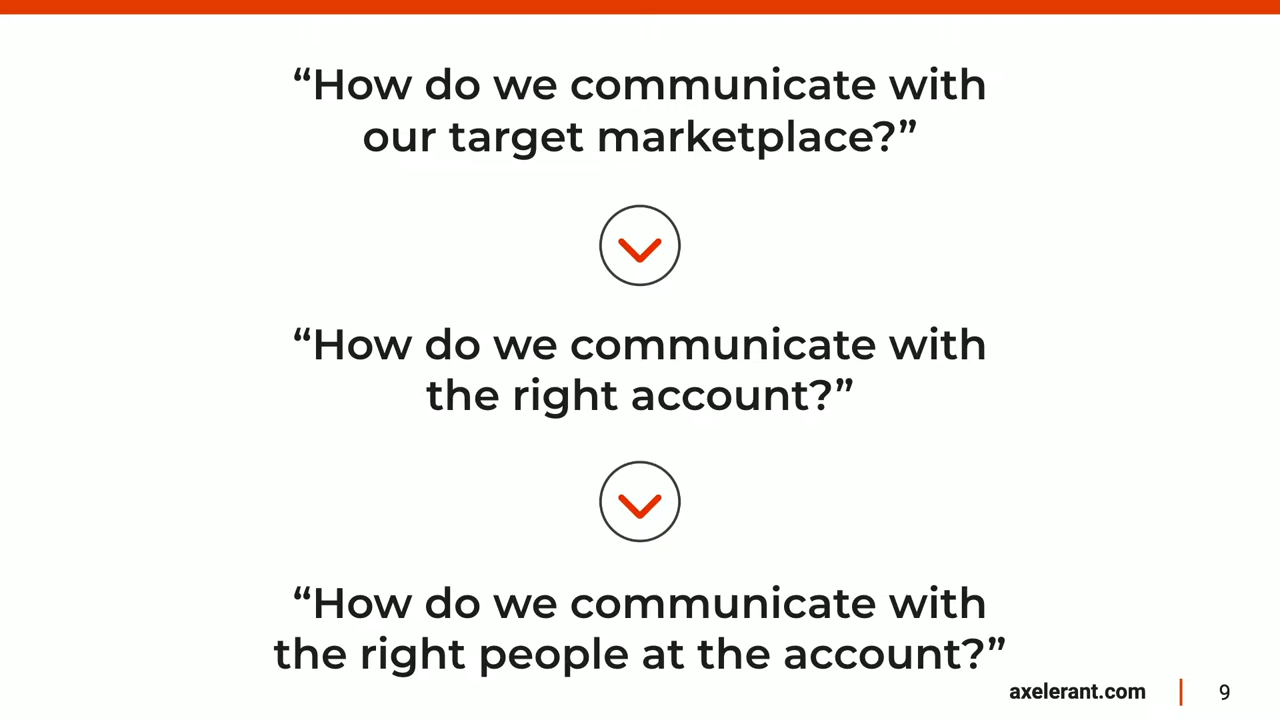 “How do we communicate with
our target marketplace?”
“How do we communicate with
the right account?”
“How do we communicate with
the right people at the account?”
axelerant.com | 9